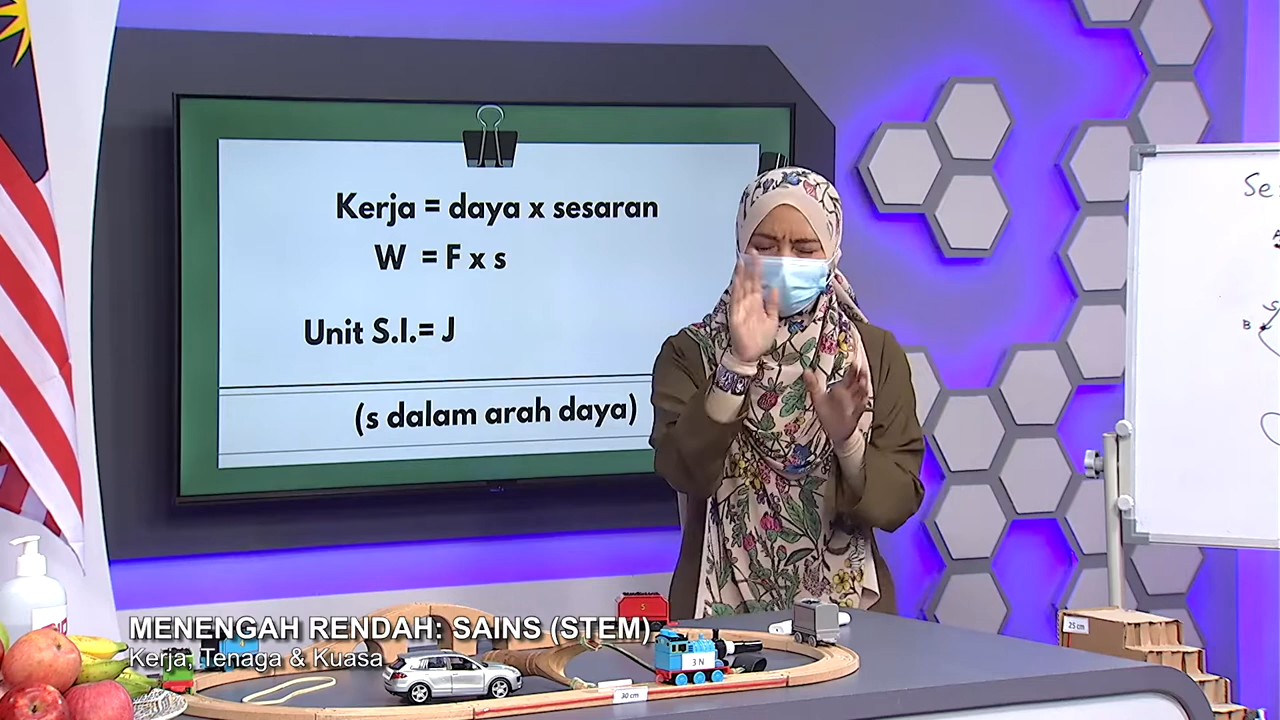 Kerja = daya x sesaran
W = F x s
Unit S.I.= J
(s dalam arah daya)
B
25 cm
5
3 N
30 cm
MENENGAH RENDAH: SAINS (STEM)
Kerja, Tenaga & Kuasa